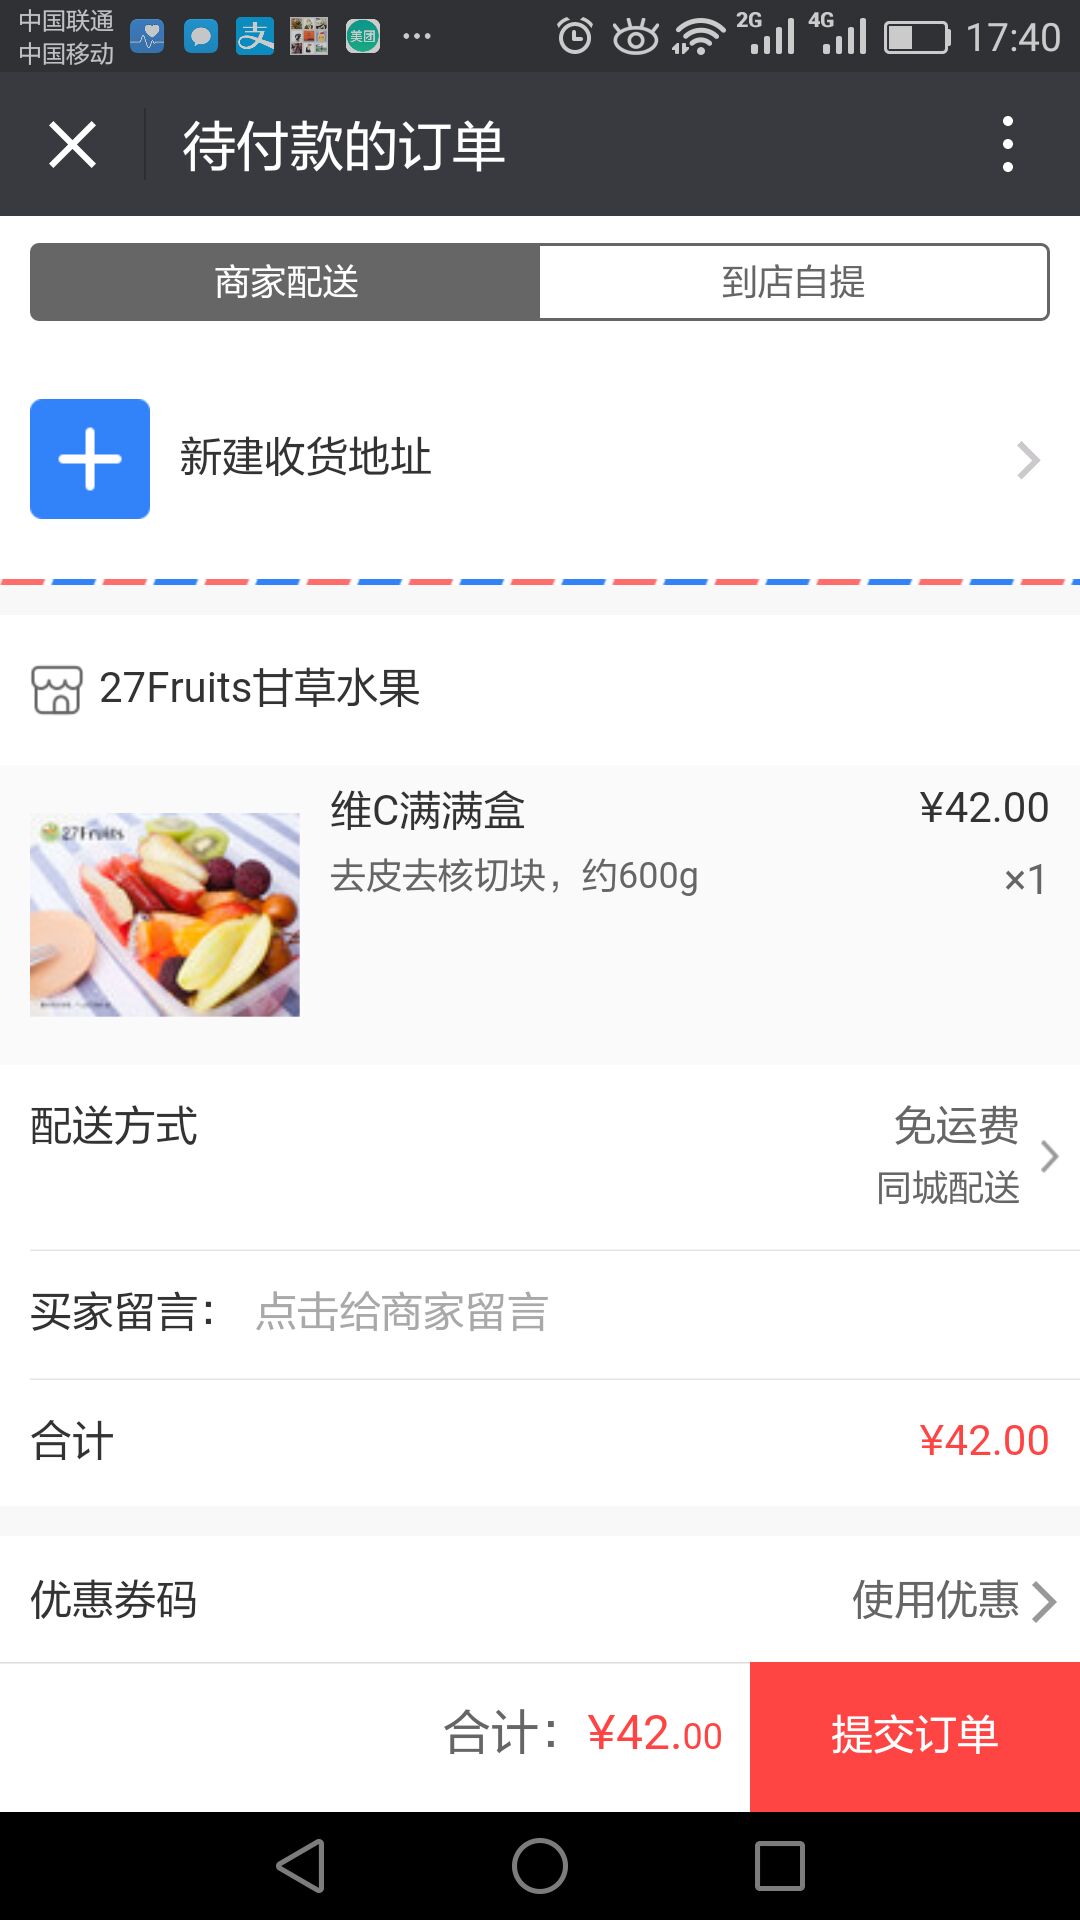 中国联通
中国移动
美团
2G
4G
17:40
待付款的订单
商家配送
到店自提
新建收货地址
27Fruits甘草水果
27Fruits
维C满满盒
¥42.00
去皮去核切块，约600g
×1
配送方式
免运费
同城配送
买家留言：
点击给商家留言
合计
¥42.00
优惠券码
使用优惠
合计：¥42.00
提交订单